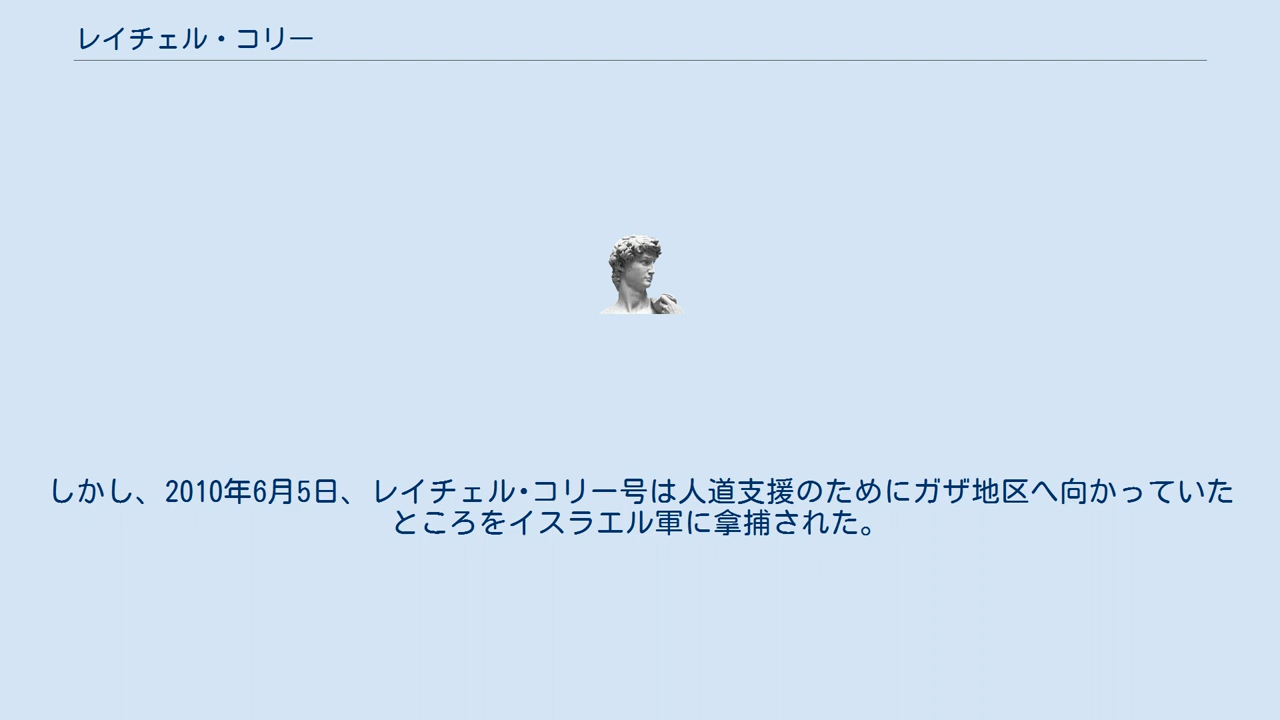 レイチェル・コリー
しかし、2010年6月5日、レイチェル・コリー号は人道支援のためにガザ地区へ向かっていた
ところをイスラエル軍に拿捕された。